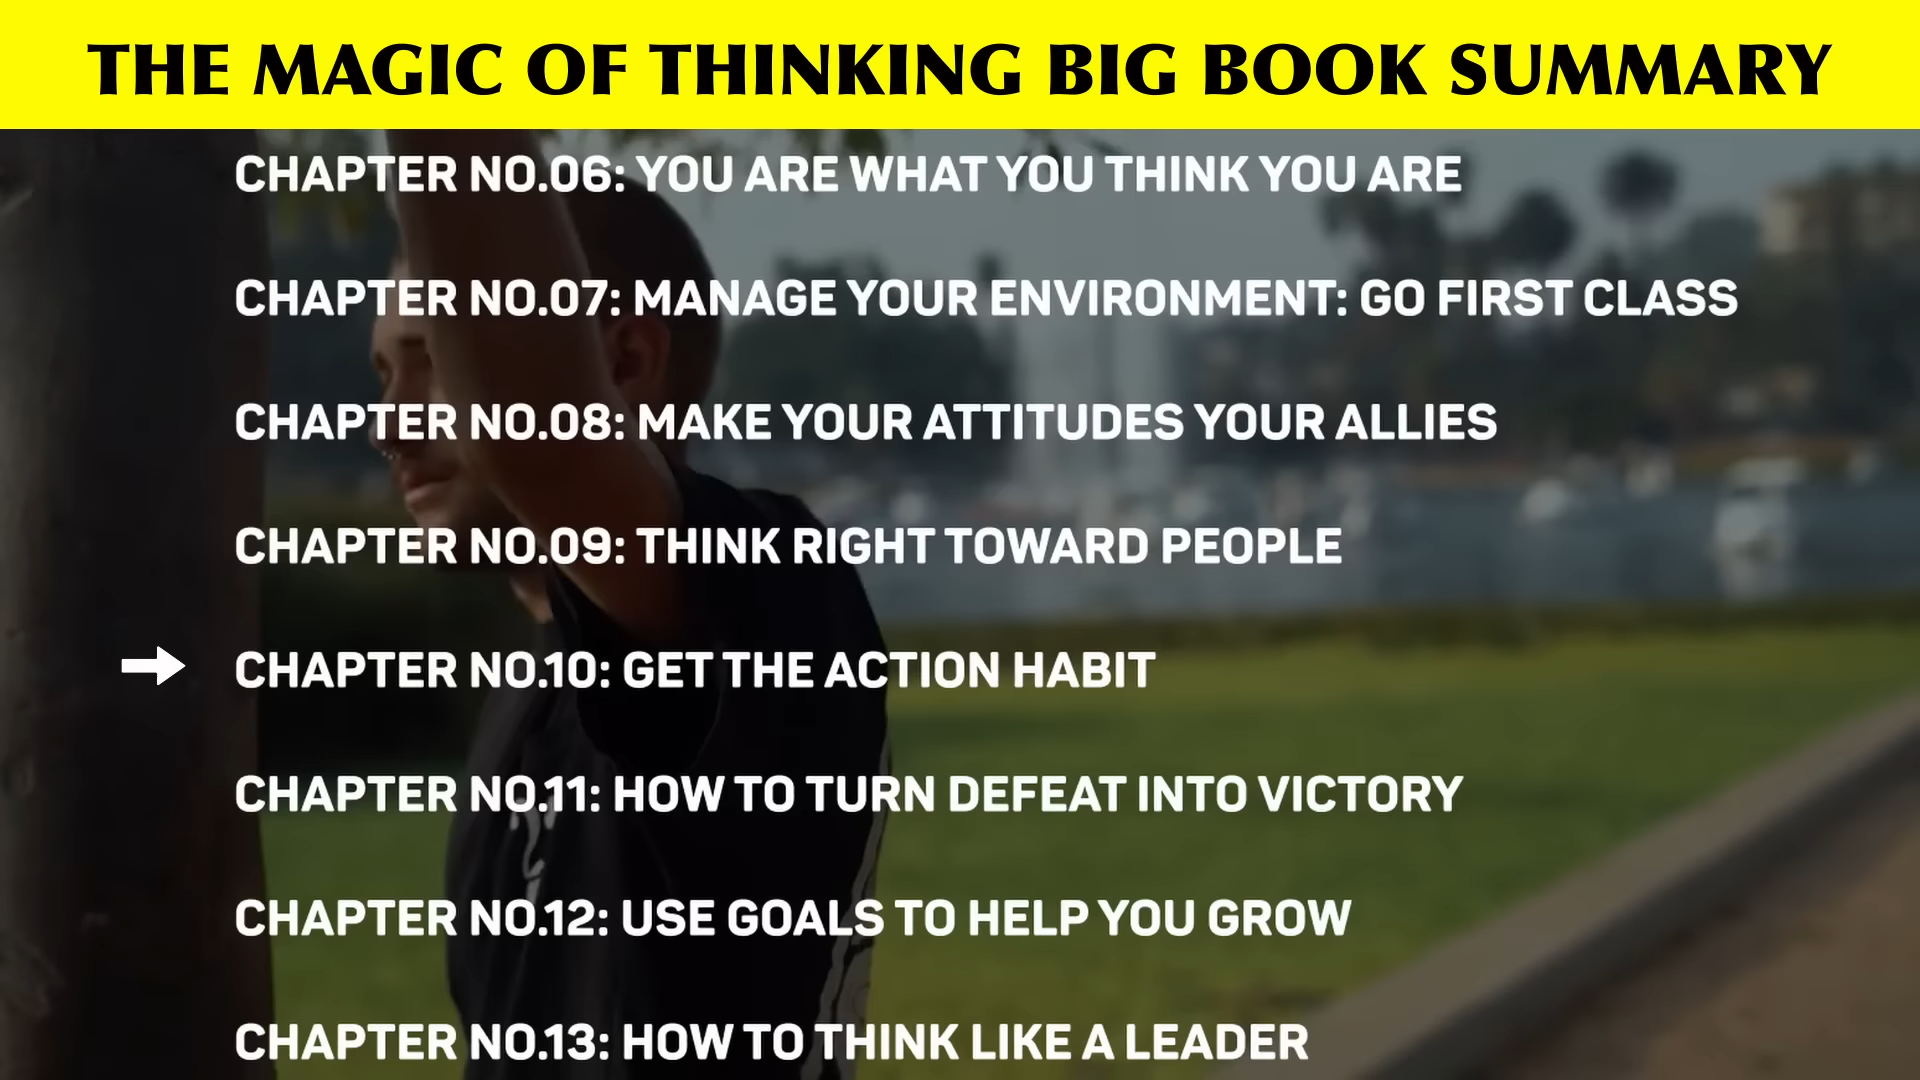 THE MAGIC OF THINKING BIG BOOK SUMMARY
CHAPTER NO.06: YOU ARE WHAT YOU THINK YOU ARE
CHAPTER NO.07: MANAGE YOUR ENVIRONMENT: GO FIRST CLASS
CHAPTER NO.08: MAKE YOUR ATTITUDES YOUR ALLIES
CHAPTER NO.09: THINK RIGHT TOWARD PEOPLE
CHAPTER NO.10: GET THE ACTION HABIT
CHAPTER NO.11: HOW TO TURN DEFEAT INTO VICTORY
CHAPTER NO.12: USE GOALS TO HELP YOU GROW
CHAPTER NO.13: HOW TO THINK LIKE A LEADER